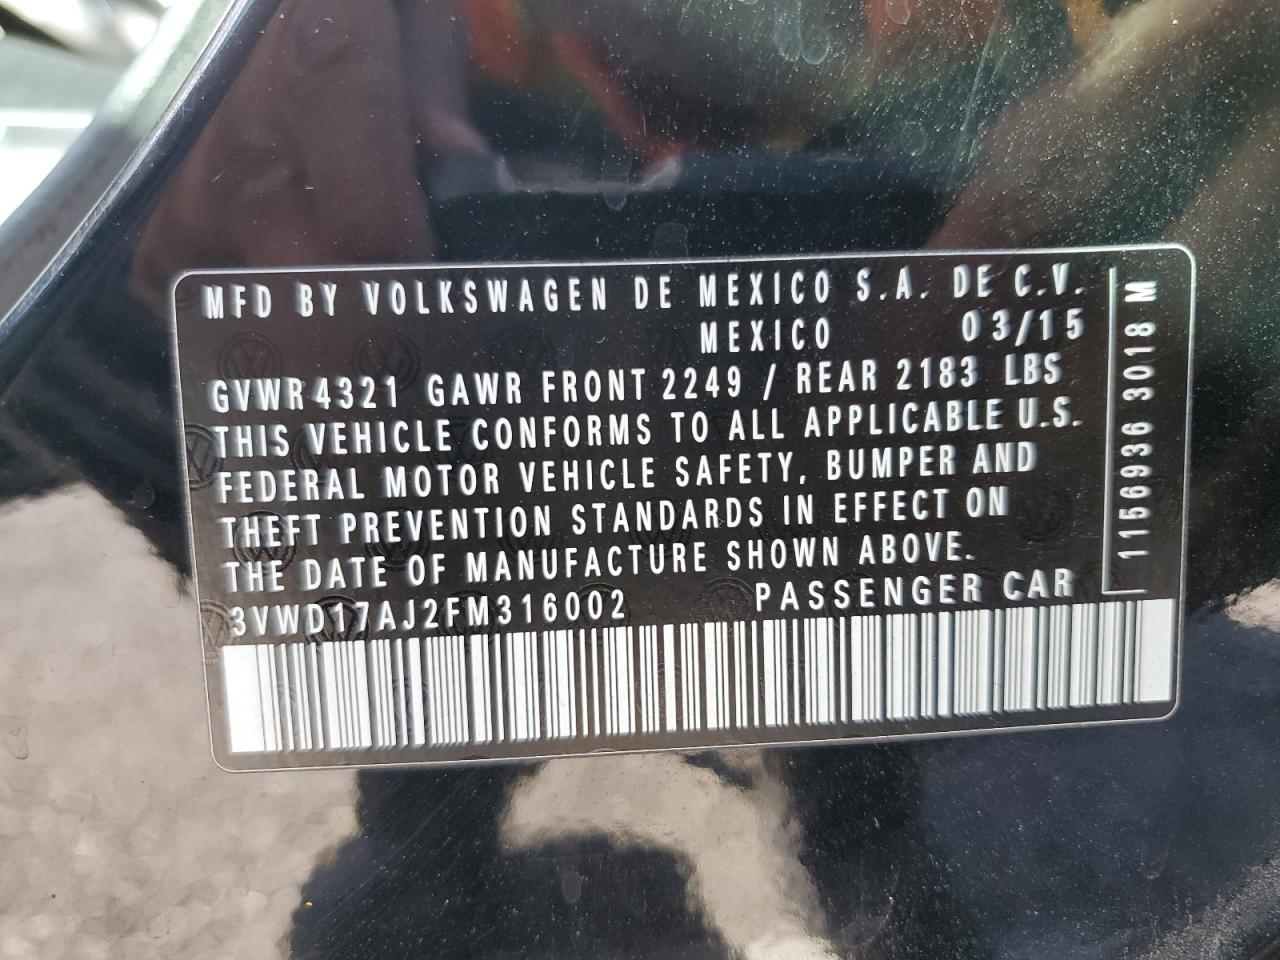 MFD BY VOLKSWAGEN DE MEXICO S.A. DE C.V.
MEXICO 03/15
GVWR 4321 GAWR FRONT 2249 / REAR 2183 LBS
THIS VEHICLE CONFORMS TO ALL APPLICABLE U.S.
FEDERAL MOTOR VEHICLE SAFETY, BUMPER AND
THEFT PREVENTION STANDARDS IN EFFECT ON
THE DATE OF MANUFACTURE SHOWN ABOVE.
3VWD17AJ2FM316002 PASSENGER CAR
1156936 3018 M